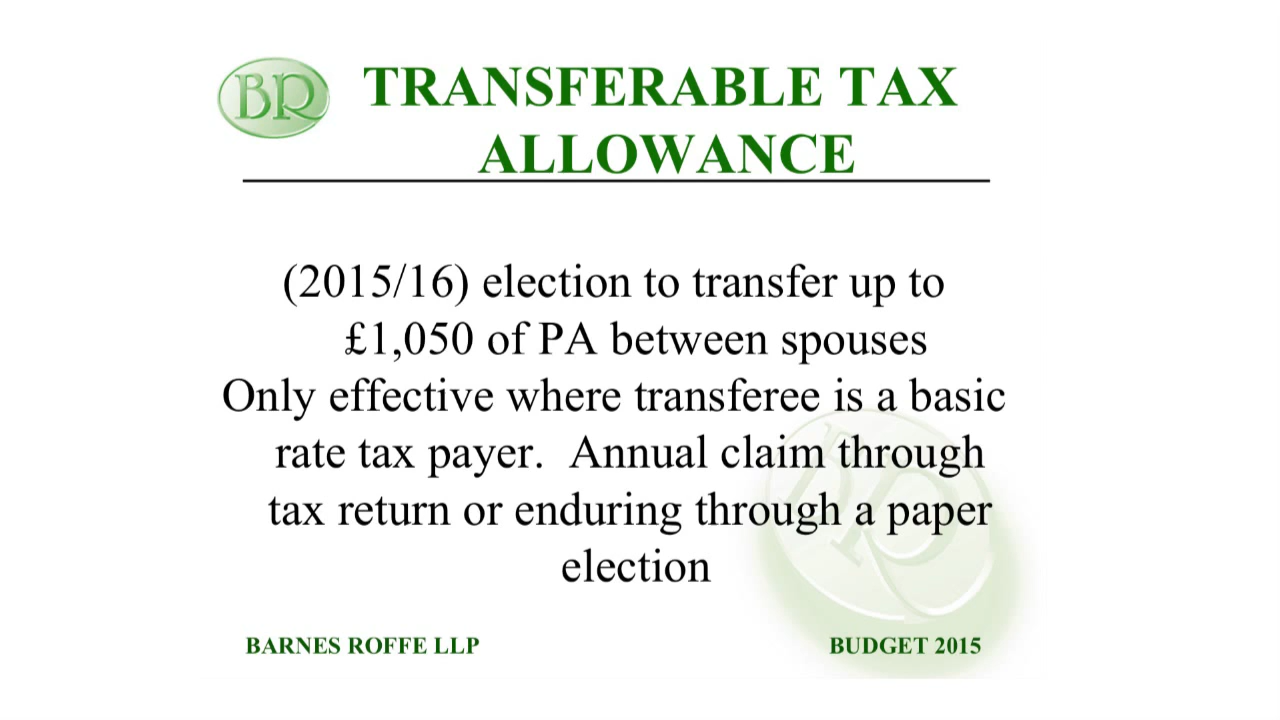 BR
TRANSFERABLE TAX
ALLOWANCE
(2015/16) election to transfer up to
£1,050 of PA between spouses
Only effective where transferee is a basic
rate tax payer.  Annual claim through
tax return or enduring through a paper
election
BR
BARNES ROFFE LLP
BUDGET 2015